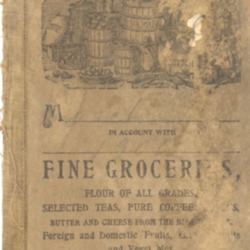 M
IN ACCOUNT WITH
FINE GROCERIES,
FLOUR OF ALL GRADES,
SELECTED TEAS, PURE
BUTTER AND CHEESE FROM THE
Foreign and Domestic Fruits,
and